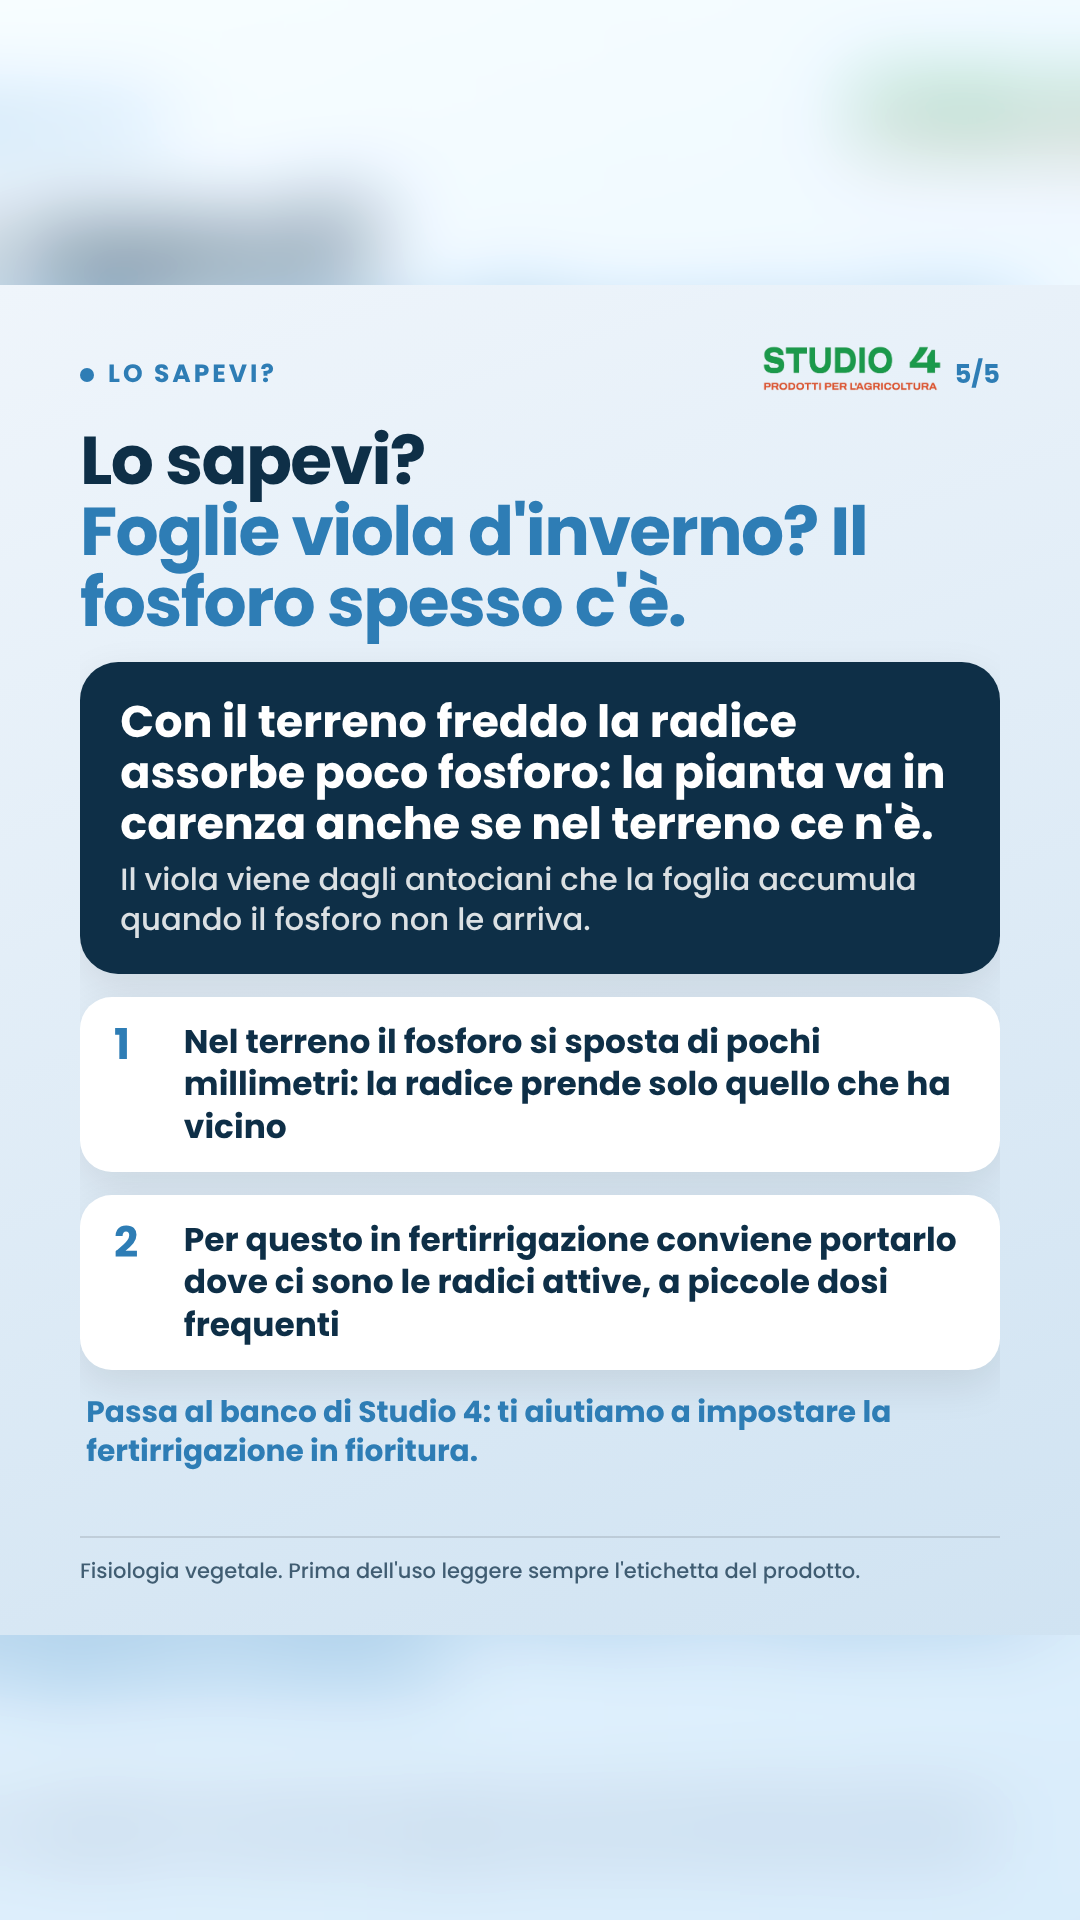 LO SAPEVI?
STUDIO 4
PRODOTTI PER L'AGRICOLTURA
5/5
Lo sapevi?
Foglie viola d'inverno? Il
fosforo spesso c'è.
Con il terreno freddo la radice
assorbe poco fosforo: la pianta va in
carenza anche se nel terreno ce n'è.
Il viola viene dagli antociani che la foglia accumula
quando il fosforo non le arriva.
1
Nel terreno il fosforo si sposta di pochi
millimetri: la radice prende solo quello che ha
vicino
2
Per questo in fertirrigazione conviene portarlo
dove ci sono le radici attive, a piccole dosi
frequenti
Passa al banco di Studio 4: ti aiutiamo a impostare la
fertirrigazione in fioritura.
Fisiologia vegetale. Prima dell'uso leggere sempre l'etichetta del prodotto.